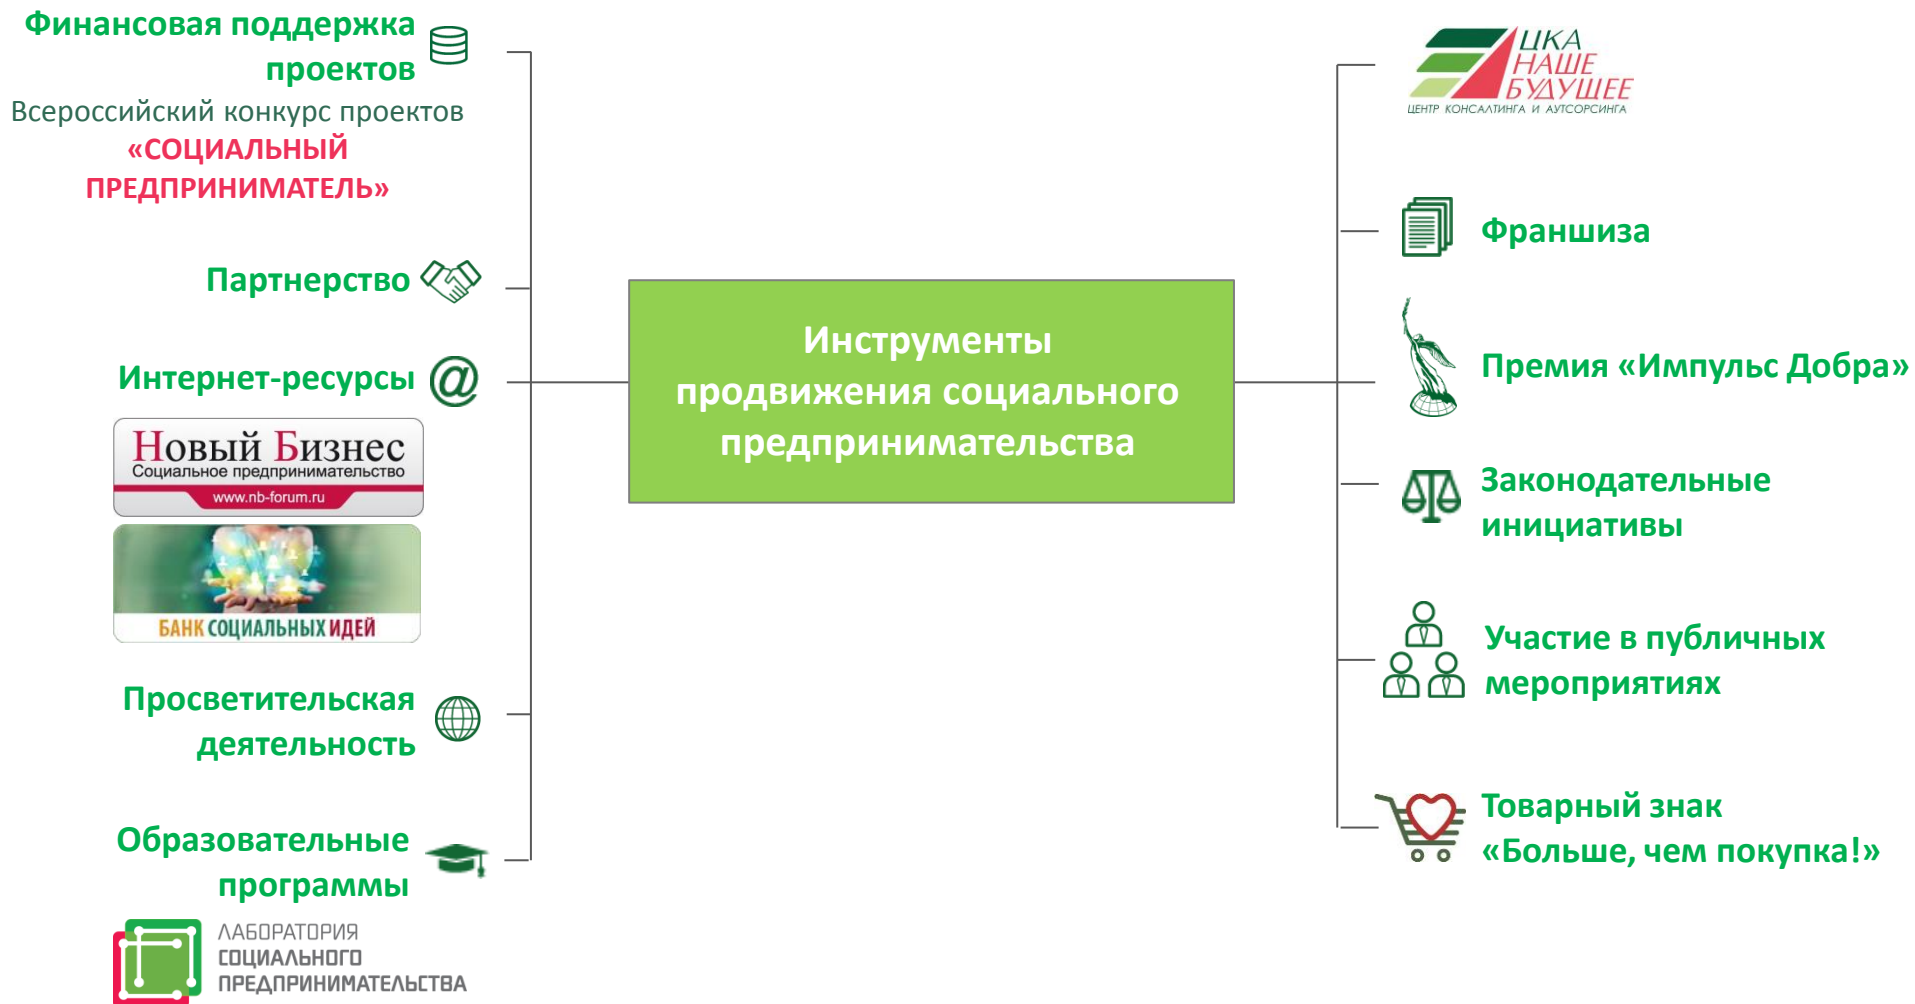 Финансовая поддержка
проектов
Всероссийский конкурс проектов
«СОЦИАЛЬНЫЙ
ПРЕДПРИНИМАТЕЛЬ»
Партнерство
Интернет-ресурсы
@
Новый Бизнес
Социальное предпринимательство
www.nb-forum.ru
БАНК СОЦИАЛЬНЫХ ИДЕЙ
Просветительская
деятельность
Образовательные
программы
ЛАБОРАТОРИЯ
СОЦИАЛЬНОГО
ПРЕДПРИНИМАТЕЛЬСТВА
Инструменты
продвижения социального
предпринимательства
ЦКА
НАШЕ
БУДУЩЕЕ
ЦЕНТР КОНСАЛТИНГА И АУТСОРСИНГА
Франшиза
Премия «Импульс Добра»
Законодательные
инициативы
Участие в публичных
мероприятиях
Товарный знак
«Больше, чем покупка!»